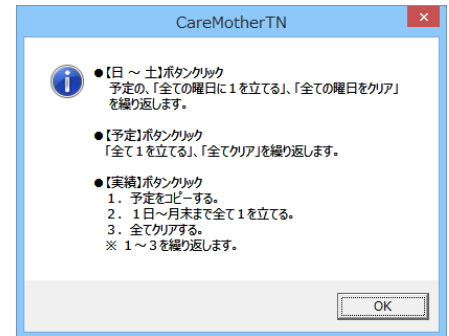 CareMotherTN
●【日 ～ 土】ボタンクリック
予定の、「全ての曜日に１を立てる」、「全ての曜日をクリア」
を繰り返します。
●【予定】ボタンクリック
「全て１を立てる」、「全てクリア」を繰り返します。
●【実績】ボタンクリック
１．予定をコピーする。
２．１日～月末まで全て１を立てる。
３．全てクリアする。
※ １～３を繰り返します。
OK